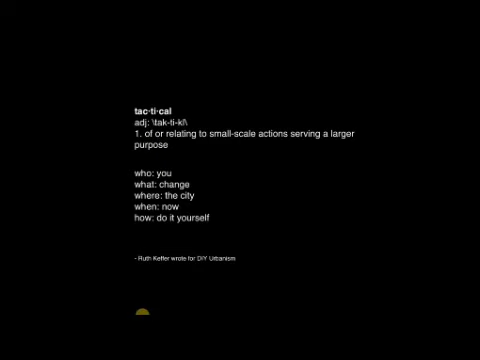 tac·ti·cal
adj: \tak-ti-kl\
1. of or relating to small-scale actions serving a larger
purpose
who: you
what: change
where: the city
when: now
how: do it yourself
- Ruth Keffer wrote for DIY Urbanism